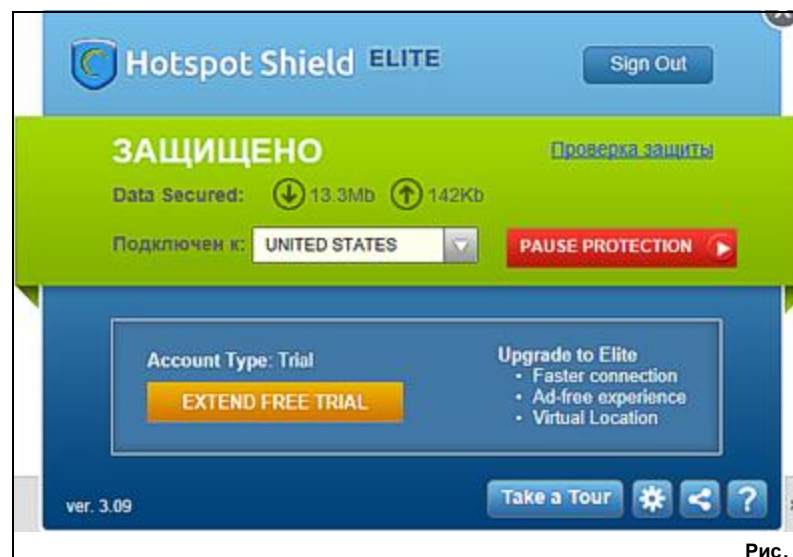 Hotspot Shield ELITE
Sign Out
ЗАЩИЩЕНО
Проверка защиты
Data Secured: 13.3Mb 142Kb
Подключен к: UNITED STATES
PAUSE PROTECTION
Account Type: Trial
EXTEND FREE TRIAL
Upgrade to Elite
• Faster connection
• Ad-free experience
• Virtual Location
ver. 3.09
Take a Tour
?
Рис.